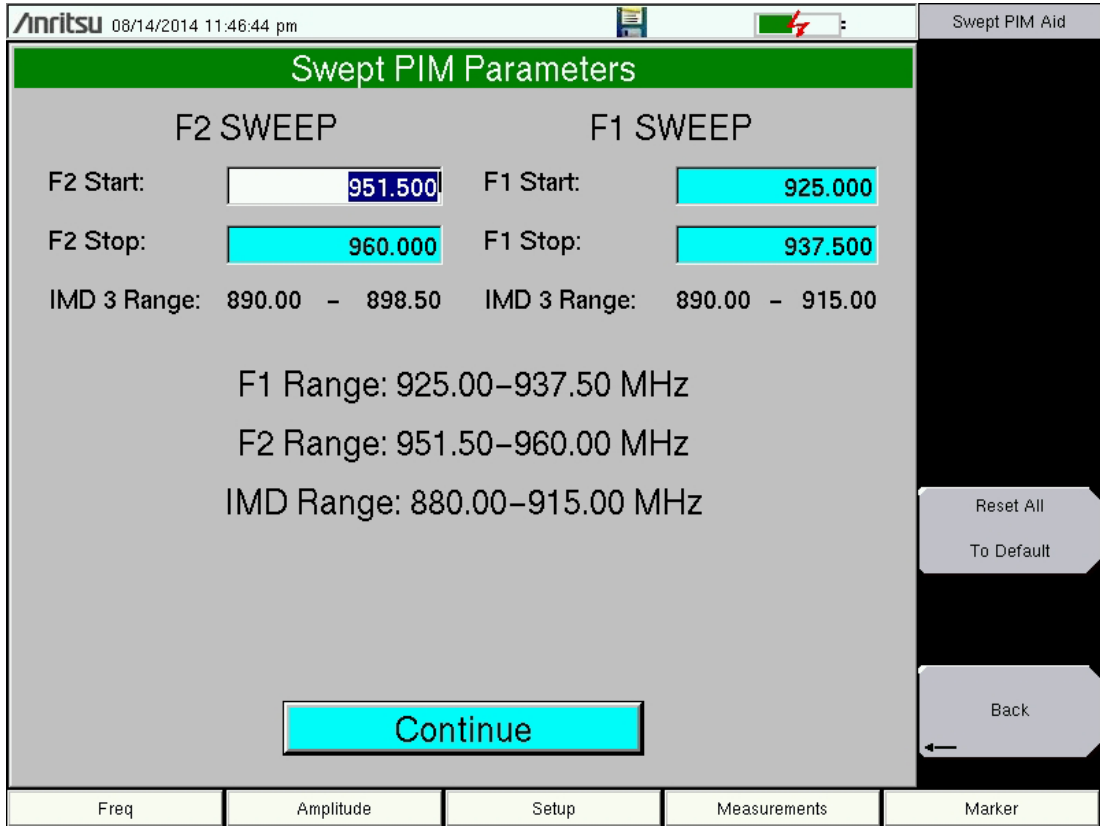 Anritsu 08/14/2014 11:46:44 pm
Swept PIM Aid
Swept PIM Parameters
F2 SWEEP F1 SWEEP
F2 Start: 951.500 F1 Start: 925.000
F2 Stop: 960.000 F1 Stop: 937.500
IMD 3 Range: 890.00 – 898.50 IMD 3 Range: 890.00 – 915.00
F1 Range: 925.00–937.50 MHz
F2 Range: 951.50–960.00 MHz
IMD Range: 880.00–915.00 MHz
Reset All
To Default
Back
Continue
Freq Amplitude Setup Measurements Marker